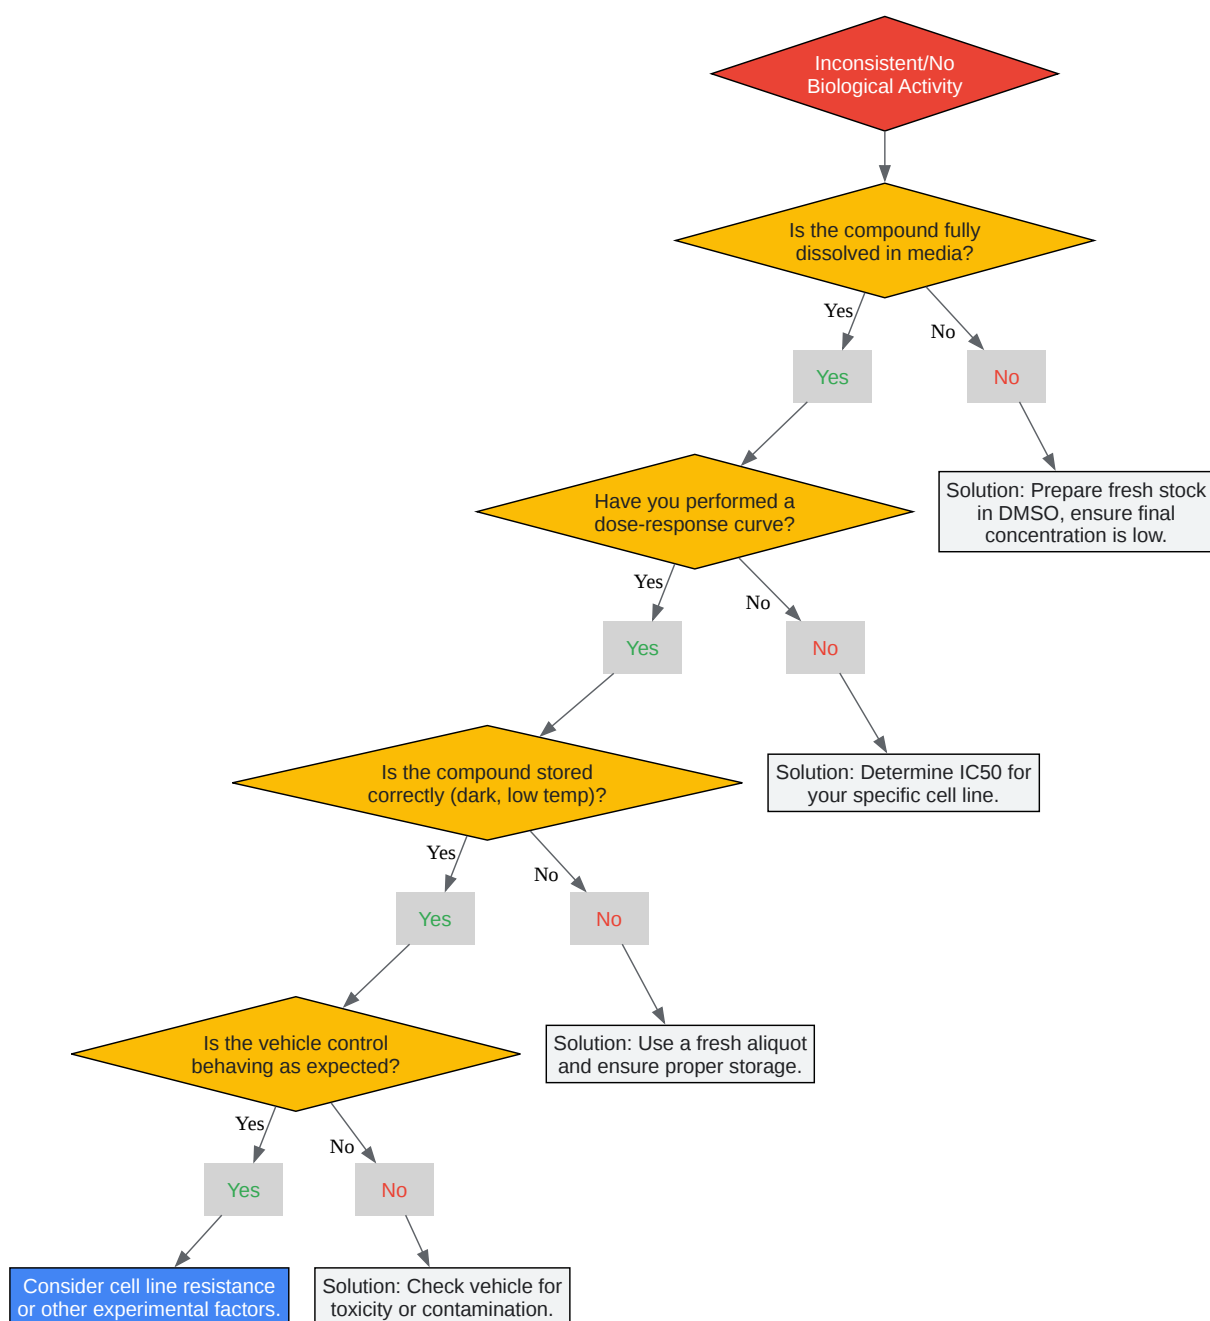 Inconsistent/No
Biological Activity
Is the compound fully
dissolved in media?
Yes
No
Yes
No
Have you performed a
dose-response curve?
Solution: Prepare fresh stock
in DMSO, ensure final
concentration is low.
Yes
No
Yes
No
Is the compound stored
correctly (dark, low temp)?
Solution: Determine IC50 for
your specific cell line.
Yes
No
Yes
No
Is the vehicle control
behaving as expected?
Solution: Use a fresh aliquot
and ensure proper storage.
Yes
No
Yes
No
Consider cell line resistance
or other experimental factors.
Solution: Check vehicle for
toxicity or contamination.